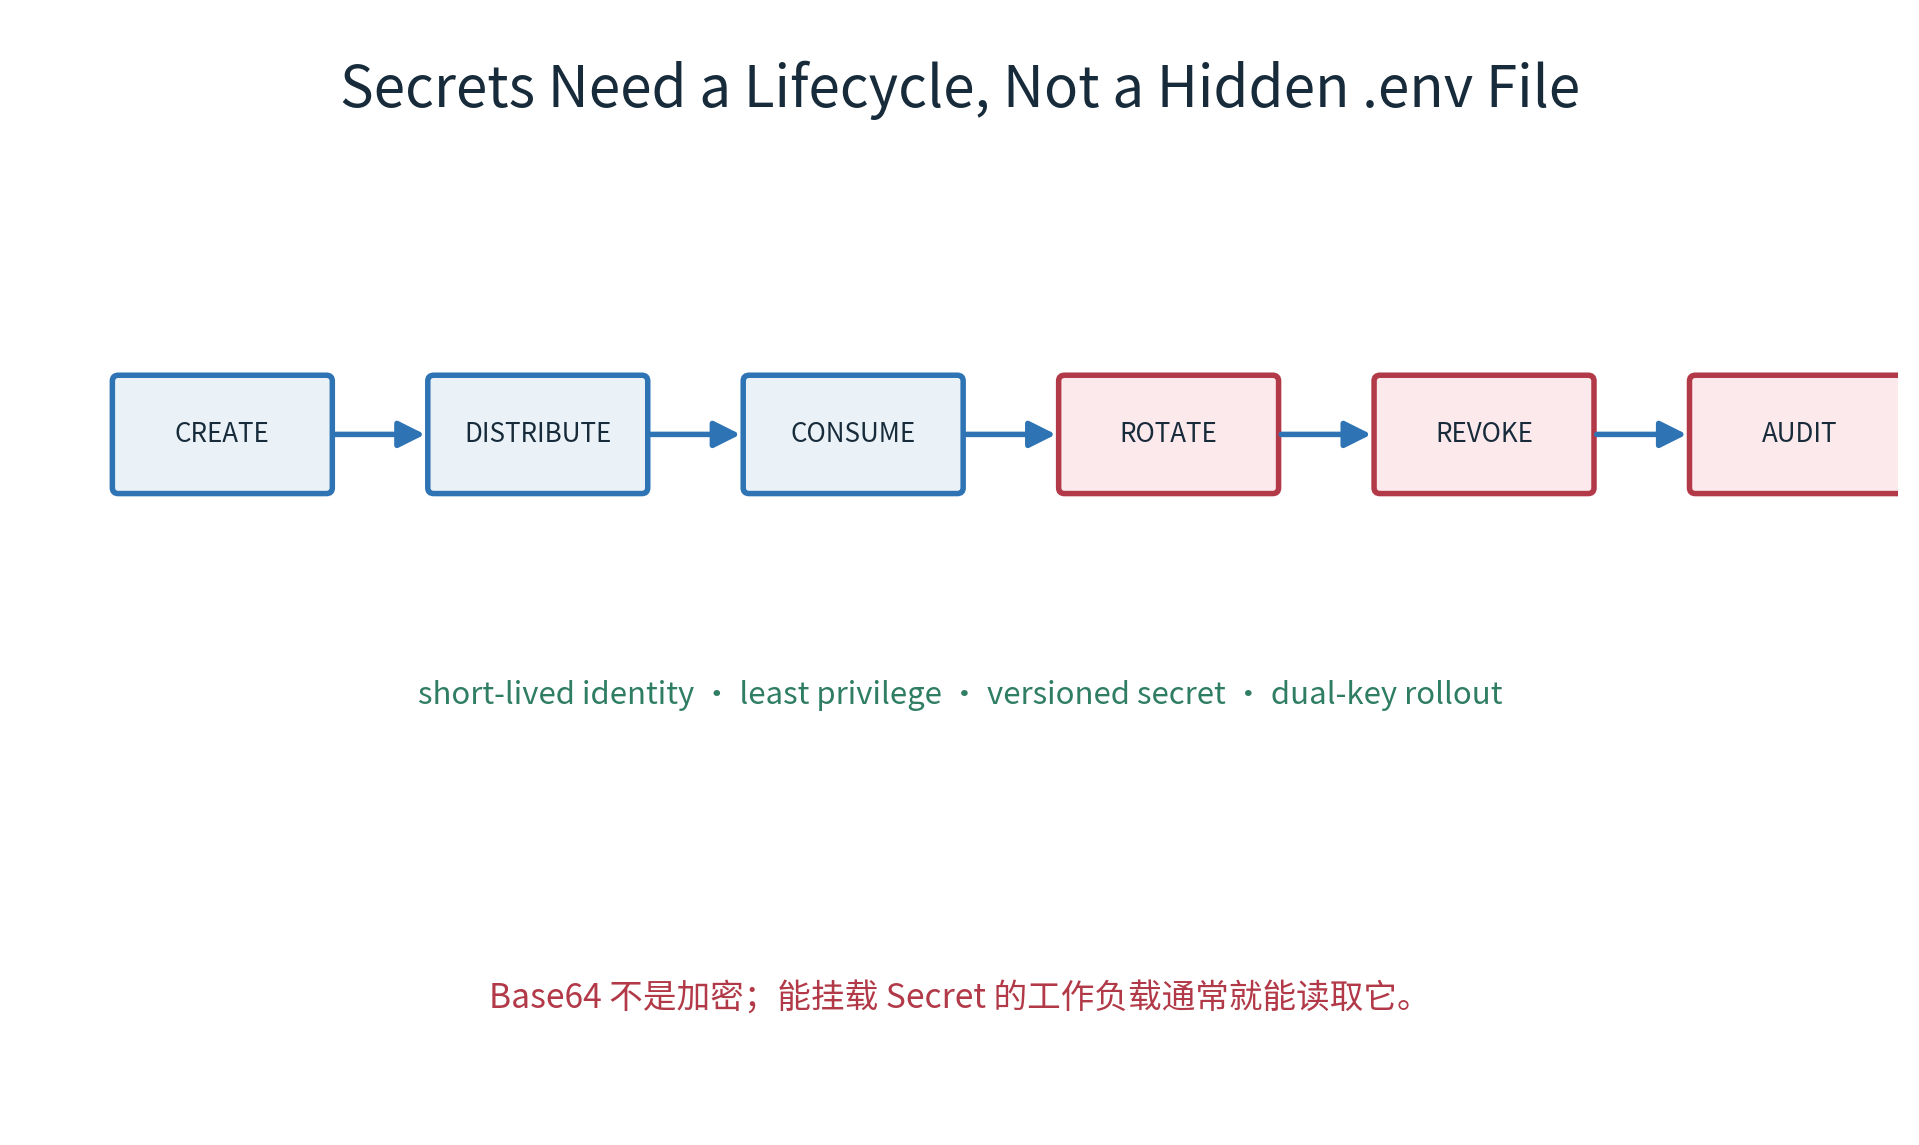 Secrets Need a Lifecycle, Not a Hidden .env File
CREATE
DISTRIBUTE
CONSUME
ROTATE
REVOKE
AUDIT
short-lived identity • least privilege • versioned secret • dual-key rollout
Base64 不是加密；能挂载 Secret 的工作负载通常就能读取它。